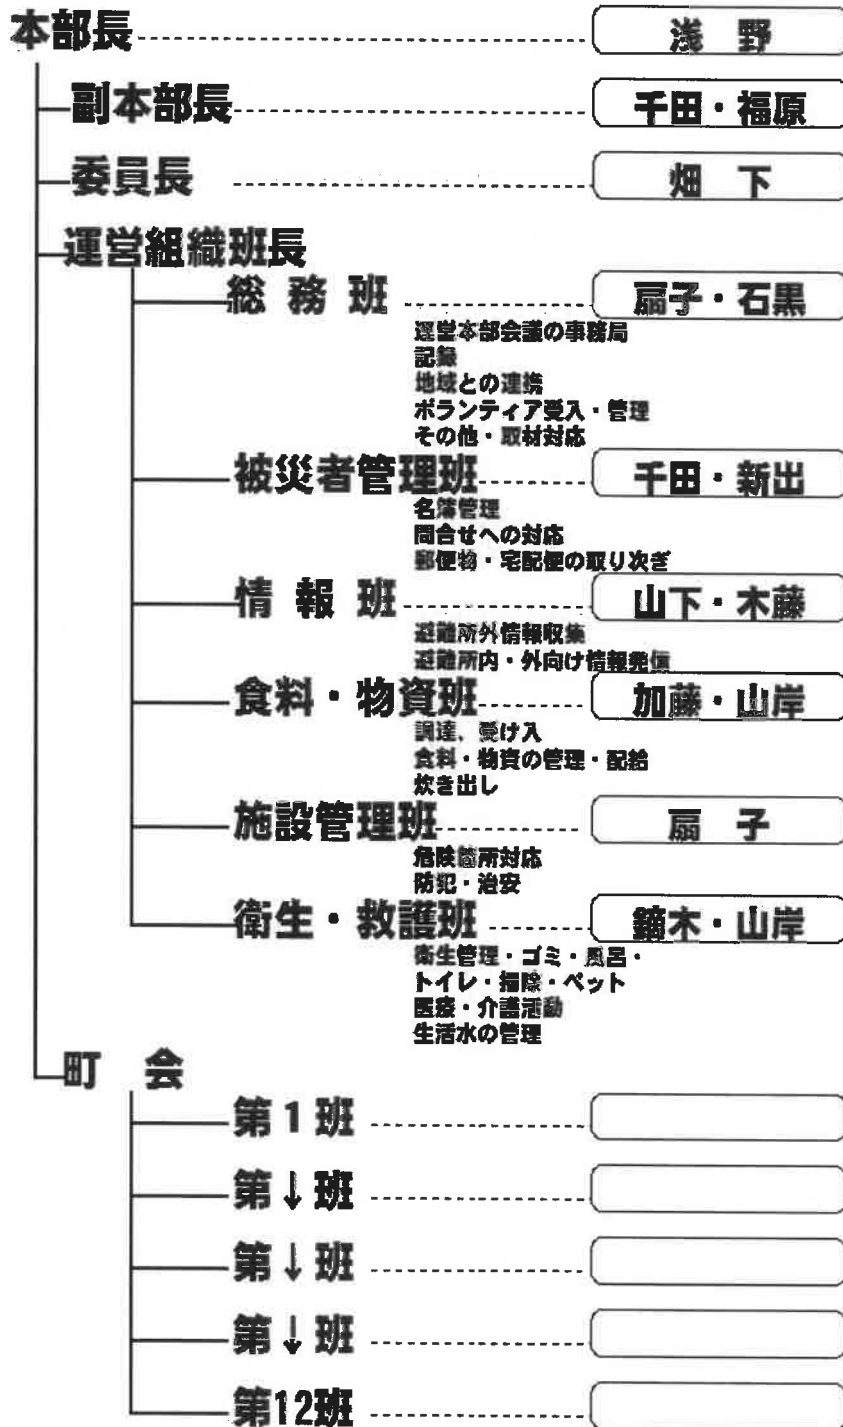 本部長 浅 野
副本部長 千田・福原
委員長 畑 下
運営組織班長
総 務 班 扇子・石黒
運営本部会議の事務局
記録
地域との連携
ボランティア受入・管理
その他・取材対応
被災者管理班 千田・新出
名簿管理
問合せへの対応
郵便物・宅配便の取り次ぎ
情 報 班 山下・木藤
避難所外情報収集
避難所内・外向け情報発信
食料・物資班 加藤・山岸
調達、受け入
食料・物資の管理・配給
炊き出し
施設管理班 扇 子
危険箇所対応
防犯・治安
衛生・救護班 鏑木・山岸
衛生管理・ゴミ・風呂・
トイレ・掃除・ペット
医療・介護活動
生活水の管理
町 会
第1班
第↓班
第↓班
第↓班
第12班